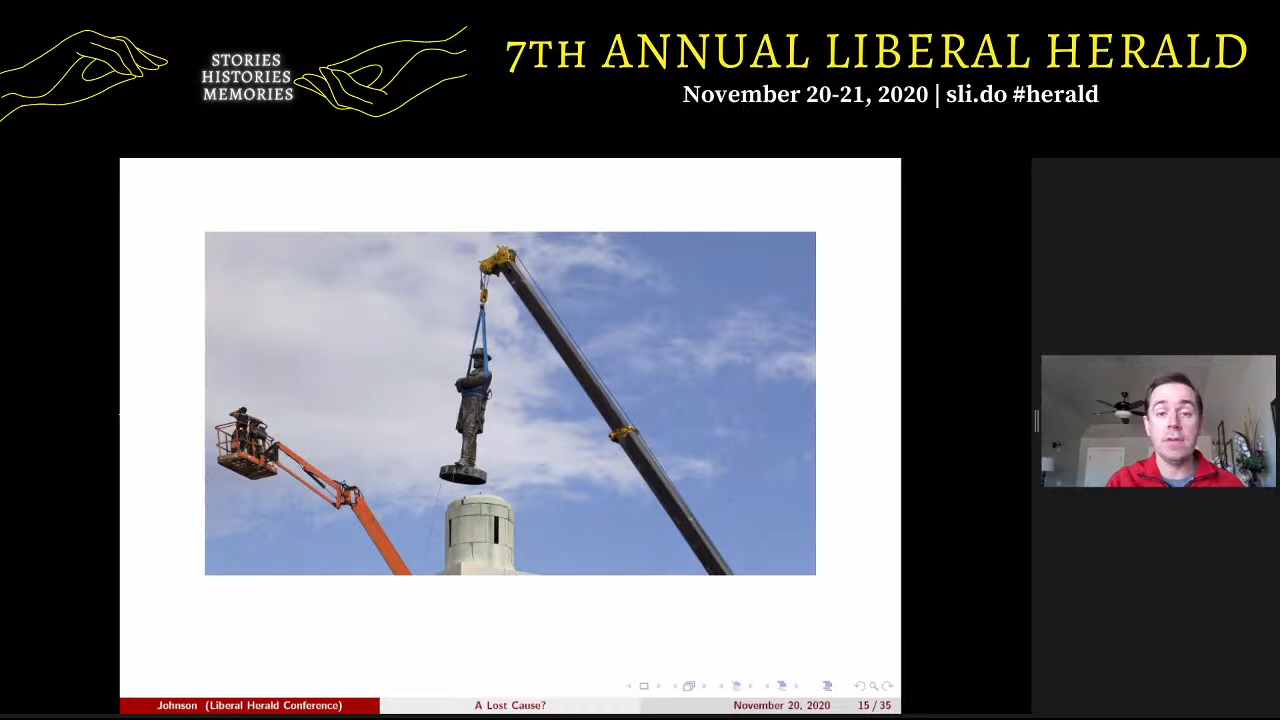 STORIES
HISTORIES
MEMORIES
7TH ANNUAL LIBERAL HERALD
November 20-21, 2020 | sli.do #herald
Johnson (Liberal Herald Conference) A Lost Cause? November 20, 2020 15 / 35